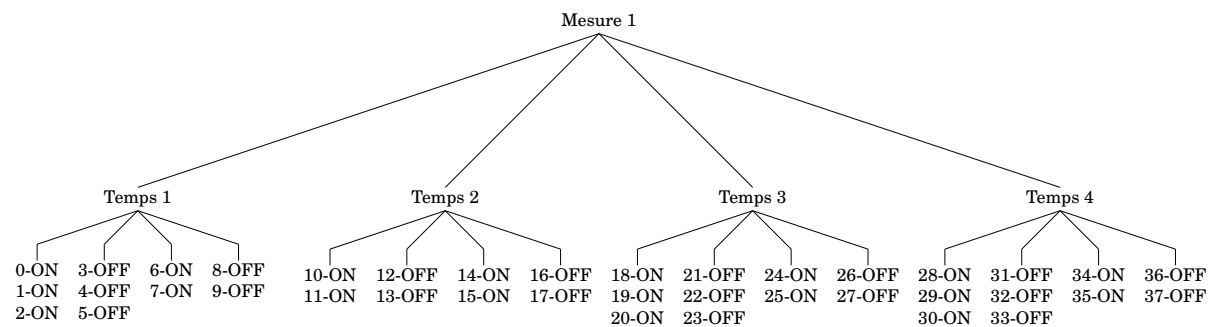 Mesure 1
Temps 1 Temps 2 Temps 3 Temps 4
0-ON 3-OFF 6-ON 8-OFF 10-ON 12-OFF 14-ON 16-OFF 18-ON 21-OFF 24-ON 26-OFF 28-ON 31-OFF 34-ON 36-OFF
1-ON 4-OFF 7-ON 9-OFF 11-ON 13-OFF 15-ON 17-OFF 19-ON 22-OFF 25-ON 27-OFF 29-ON 32-OFF 35-ON 37-OFF
2-ON 5-OFF 20-ON 23-OFF 30-ON 33-OFF